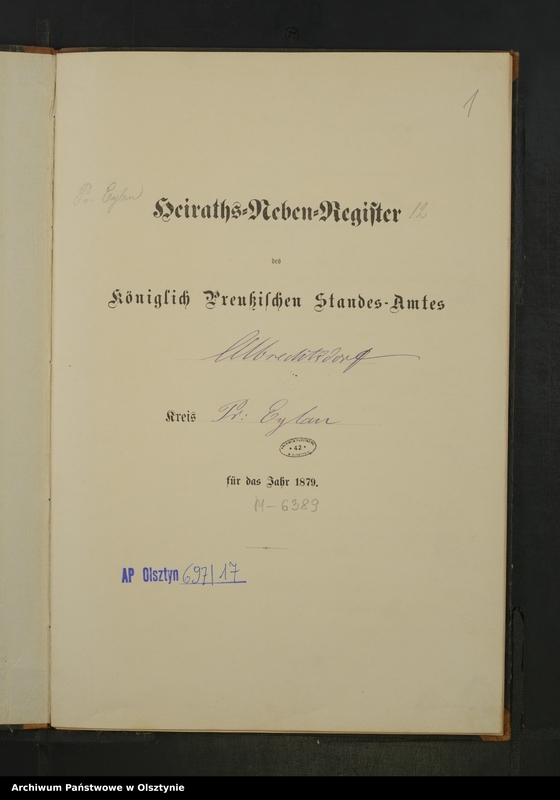 1
Pr. Eylau
Heiraths-Neben-Register 12
des
Königlich Preußischen Standes-Amtes
Albrechtsdorf
Kreis Pr: Eylau
42
für das Jahr 1879.
M-6389
AP Olsztyn 697/17
Archiwum Państwowe w Olsztynie